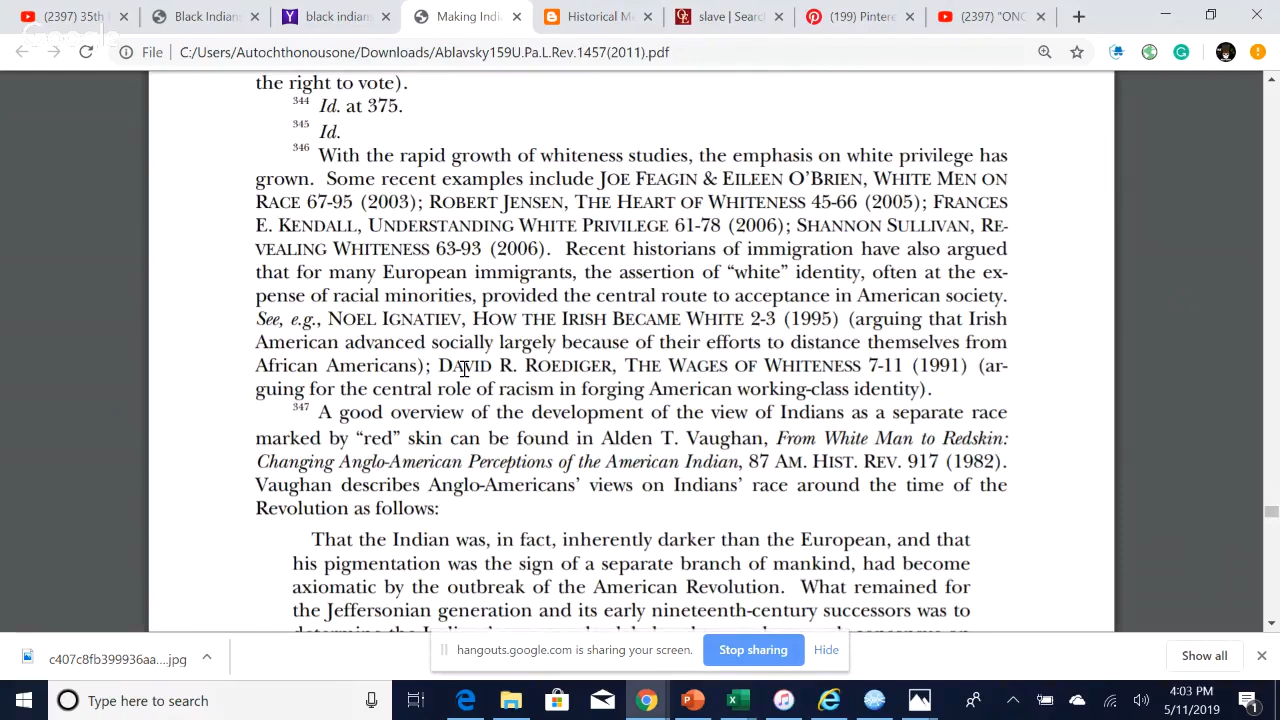 (2397) 35th
Black Indian
black indians
Making India
Historical M
slave | Searc
(199) Pintere
(2397) "ONC
File C:/Users/Autochthonousone/Downloads/Ablavsky159U.Pa.L.Rev.1457(2011).pdf
the right to vote).
344 Id. at 375.
345 Id.
346 With the rapid growth of whiteness studies, the emphasis on white privilege has
grown. Some recent examples include JOE FEAGIN & EILEEN O'BRIEN, WHITE MEN ON
RACE 67-95 (2003); ROBERT JENSEN, THE HEART OF WHITENESS 45-66 (2005); FRANCES
E. KENDALL, UNDERSTANDING WHITE PRIVILEGE 61-78 (2006); SHANNON SULLIVAN, RE-
VEALING WHITENESS 63-93 (2006). Recent historians of immigration have also argued
that for many European immigrants, the assertion of "white" identity, often at the ex-
pense of racial minorities, provided the central route to acceptance in American society.
See, e.g., NOEL IGNATIEV, HOW THE IRISH BECAME WHITE 2-3 (1995) (arguing that Irish
American advanced socially largely because of their efforts to distance themselves from
African Americans); DAVID R. ROEDIGER, THE WAGES OF WHITENESS 7-11 (1991) (ar-
guing for the central role of racism in forging American working-class identity).
347 A good overview of the development of the view of Indians as a separate race
marked by "red" skin can be found in Alden T. Vaughan, From White Man to Redskin:
Changing Anglo-American Perceptions of the American Indian, 87 AM. HIST. REV. 917 (1982).
Vaughan describes Anglo-Americans' views on Indians' race around the time of the
Revolution as follows:
That the Indian was, in fact, inherently darker than the European, and that
his pigmentation was the sign of a separate branch of mankind, had become
axiomatic by the outbreak of the American Revolution. What remained for
the Jeffersonian generation and its early nineteenth-century successors was to
c407c8fb399936aa....jpg
hangouts.google.com is sharing your screen.
Stop sharing
Hide
Show all
Type here to search
4:03 PM
5/11/2019